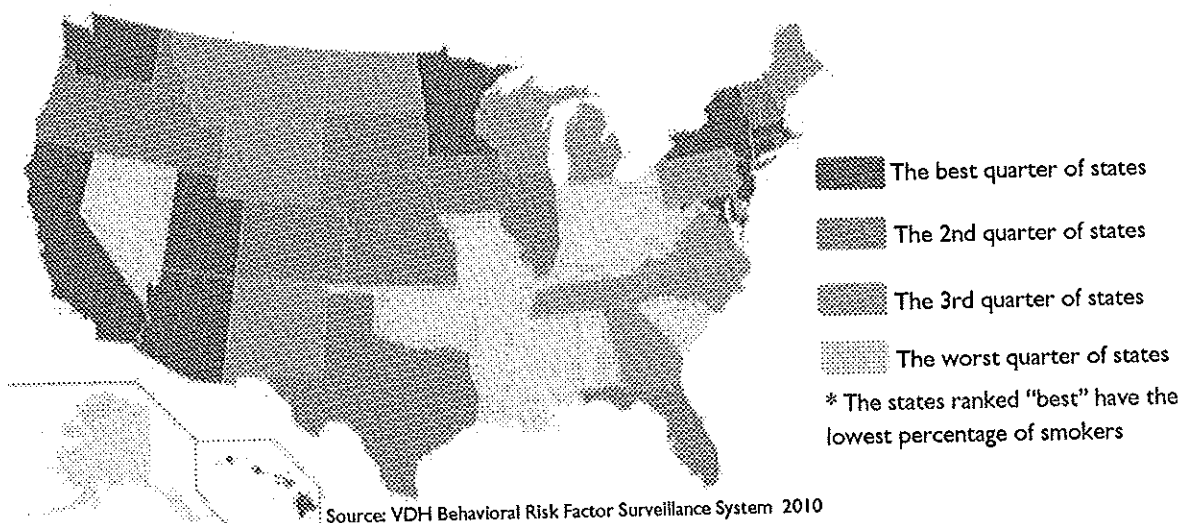 The best quarter of states
The 2nd quarter of states
The 3rd quarter of states
The worst quarter of states
* The states ranked “best” have the
lowest percentage of smokers
Source: VDH Behavioral Risk Factor Surveillance System 2010